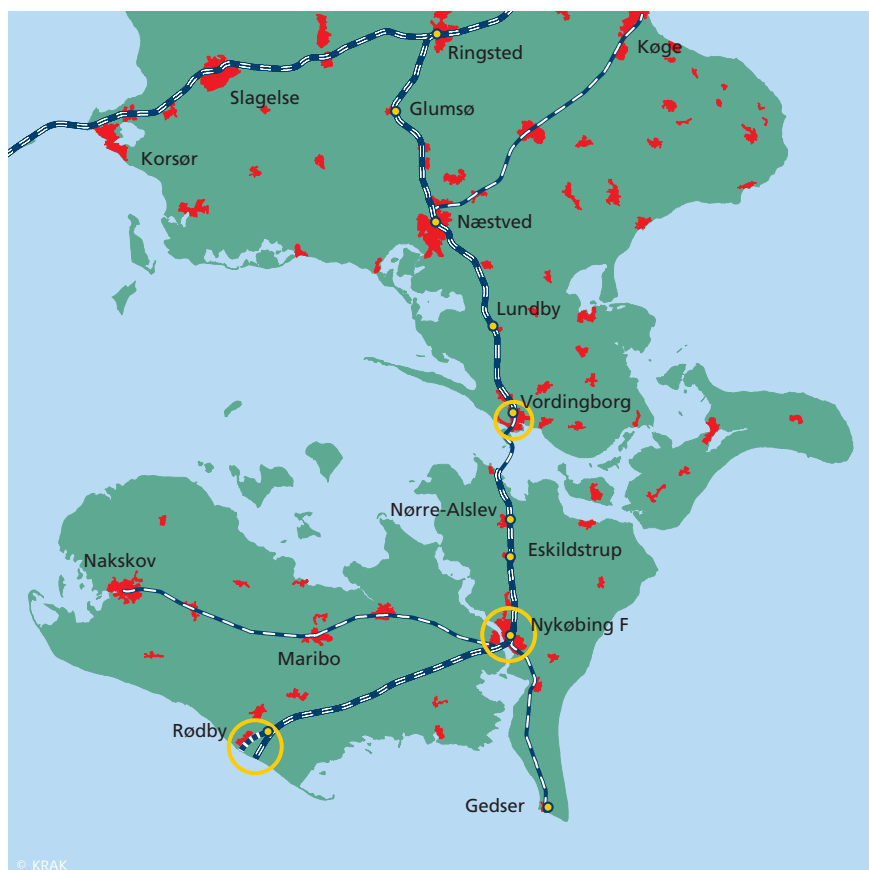 Køge
Ringsted
Slagelse
Glumsø
Korsør
Næstved
Lundby
Vordingborg
Nørre-Alslev
Eskildstrup
Nakskov
Nykøbing F
Maribo
Rødby
Gedser
© KRAK